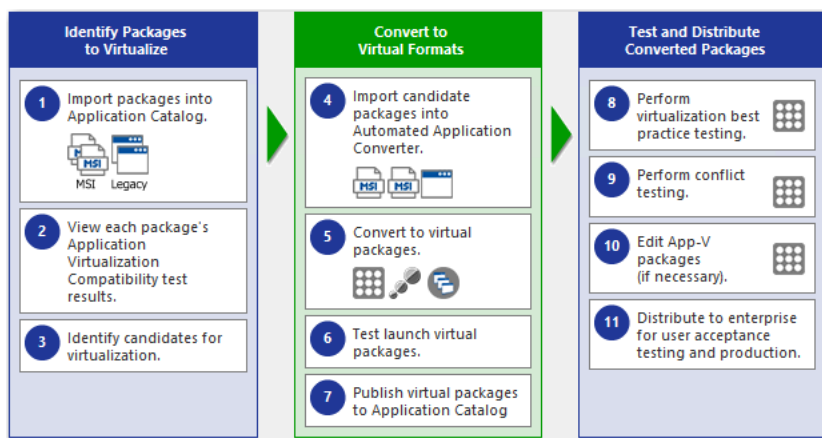 Identify Packages
to Virtualize
1
Import packages into
Application Catalog.
MSI
MSI
MSI Legacy
2
View each package's
Application
Virtualization
Compatibility test
results.
3
Identify candidates for
virtualization.
Convert to
Virtual Formats
4
Import candidate
packages into
Automated Application
Converter.
MSI MSI
5
Convert to virtual
packages.
6
Test launch virtual
packages.
7
Publish virtual packages
to Application Catalog
Test and Distribute
Converted Packages
8
Perform
virtualization best
practice testing.
9
Perform conflict
testing.
10
Edit App-V
packages
(if necessary).
11
Distribute to enterprise
for user acceptance
testing and production.